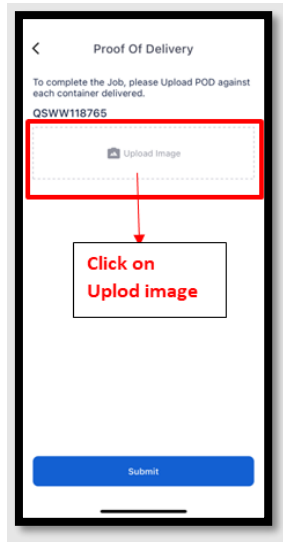 Proof Of Delivery
To complete the Job, please Upload POD against
each container delivered.
QSWW118765
Upload Image
Click on
Uplod image
Submit